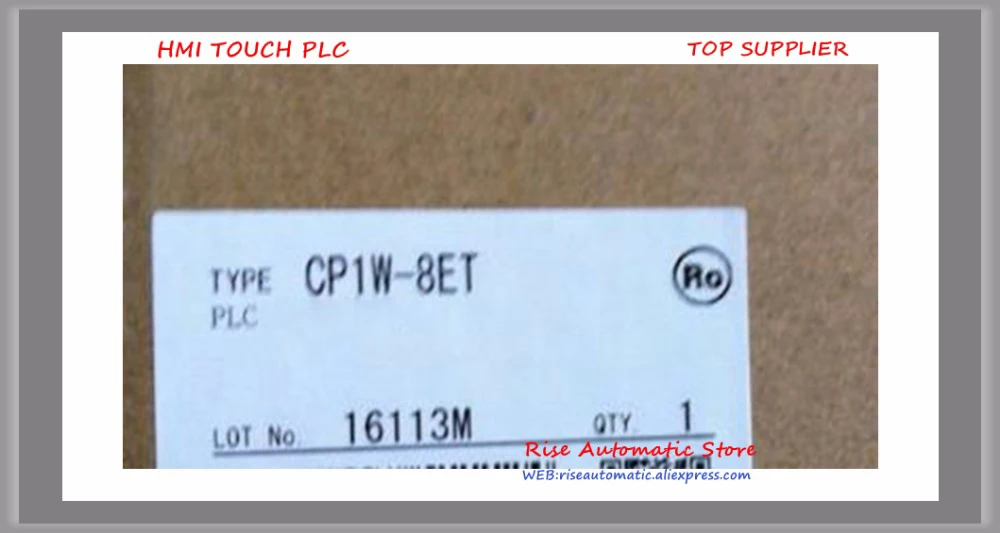 HMI TOUCH PLC TOP SUPPLIER
TYPE CP1W-8ET Ro
PLC
LOT No. 16113M QTY. 1
Rise Automatic Store
WEB:riseautomatic.aliexpress.com